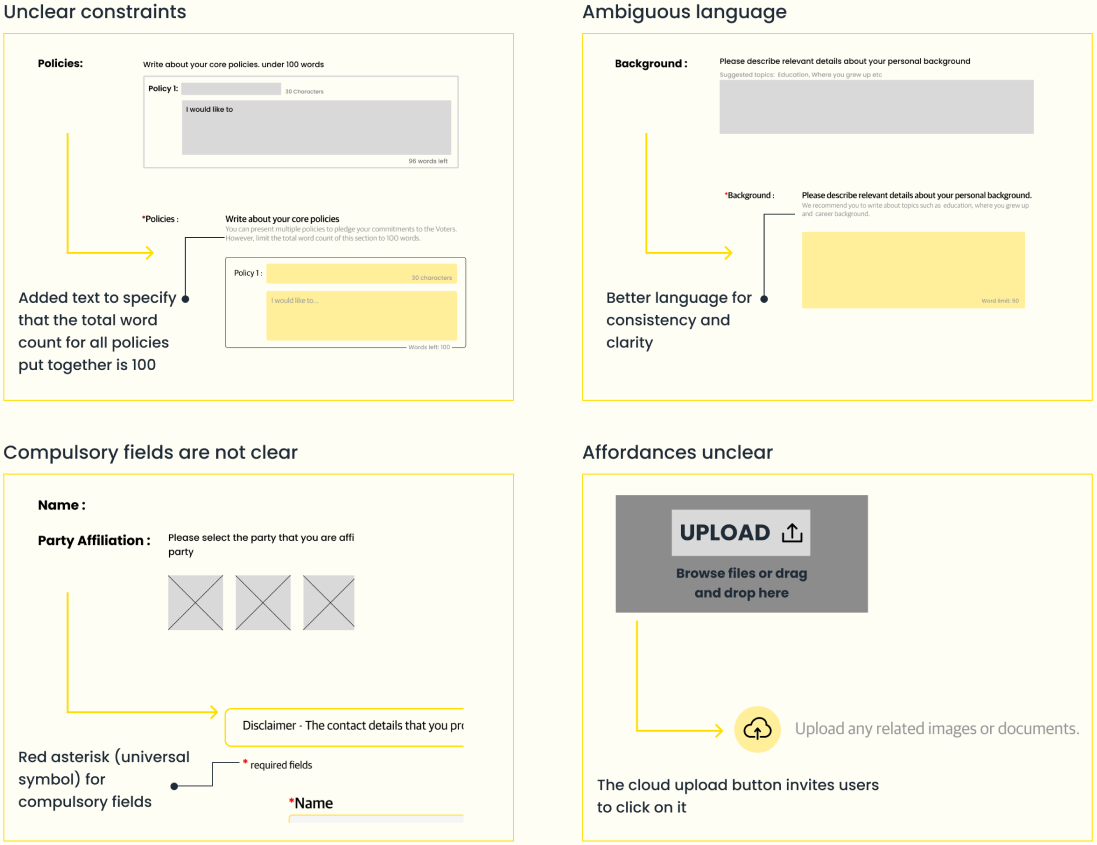 Unclear constraints
Policies:
Write about your core policies. under 100 words
Policy 1:
30 Characters
I would like to
96 words left
*Policies :
Write about your core policies
You can present multiple policies to pledge your commitments to the Voters.
However, limit the total word count of this section to 100 words.
Policy 1 :
30 characters
I would like to...
Words left: 100
Added text to specify
that the total word
count for all policies
put together is 100
Ambiguous language
Background :
Please describe relevant details about your personal background
Suggested topics: Education, Where you grew up etc
*Background :
Please describe relevant details about your personal background.
We recommend you to write about topics such as education, where you grew up
and career background.
Word limit: 50
Better language for
consistency and
clarity
Compulsory fields are not clear
Name :
Party Affiliation :
Please select the party that you are affi
party
Disclaimer - The contact details that you pro
* required fields
*Name
Red asterisk (universal
symbol) for
compulsory fields
Affordances unclear
UPLOAD
Browse files or drag
and drop here
Upload any related images or documents.
The cloud upload button invites users
to click on it